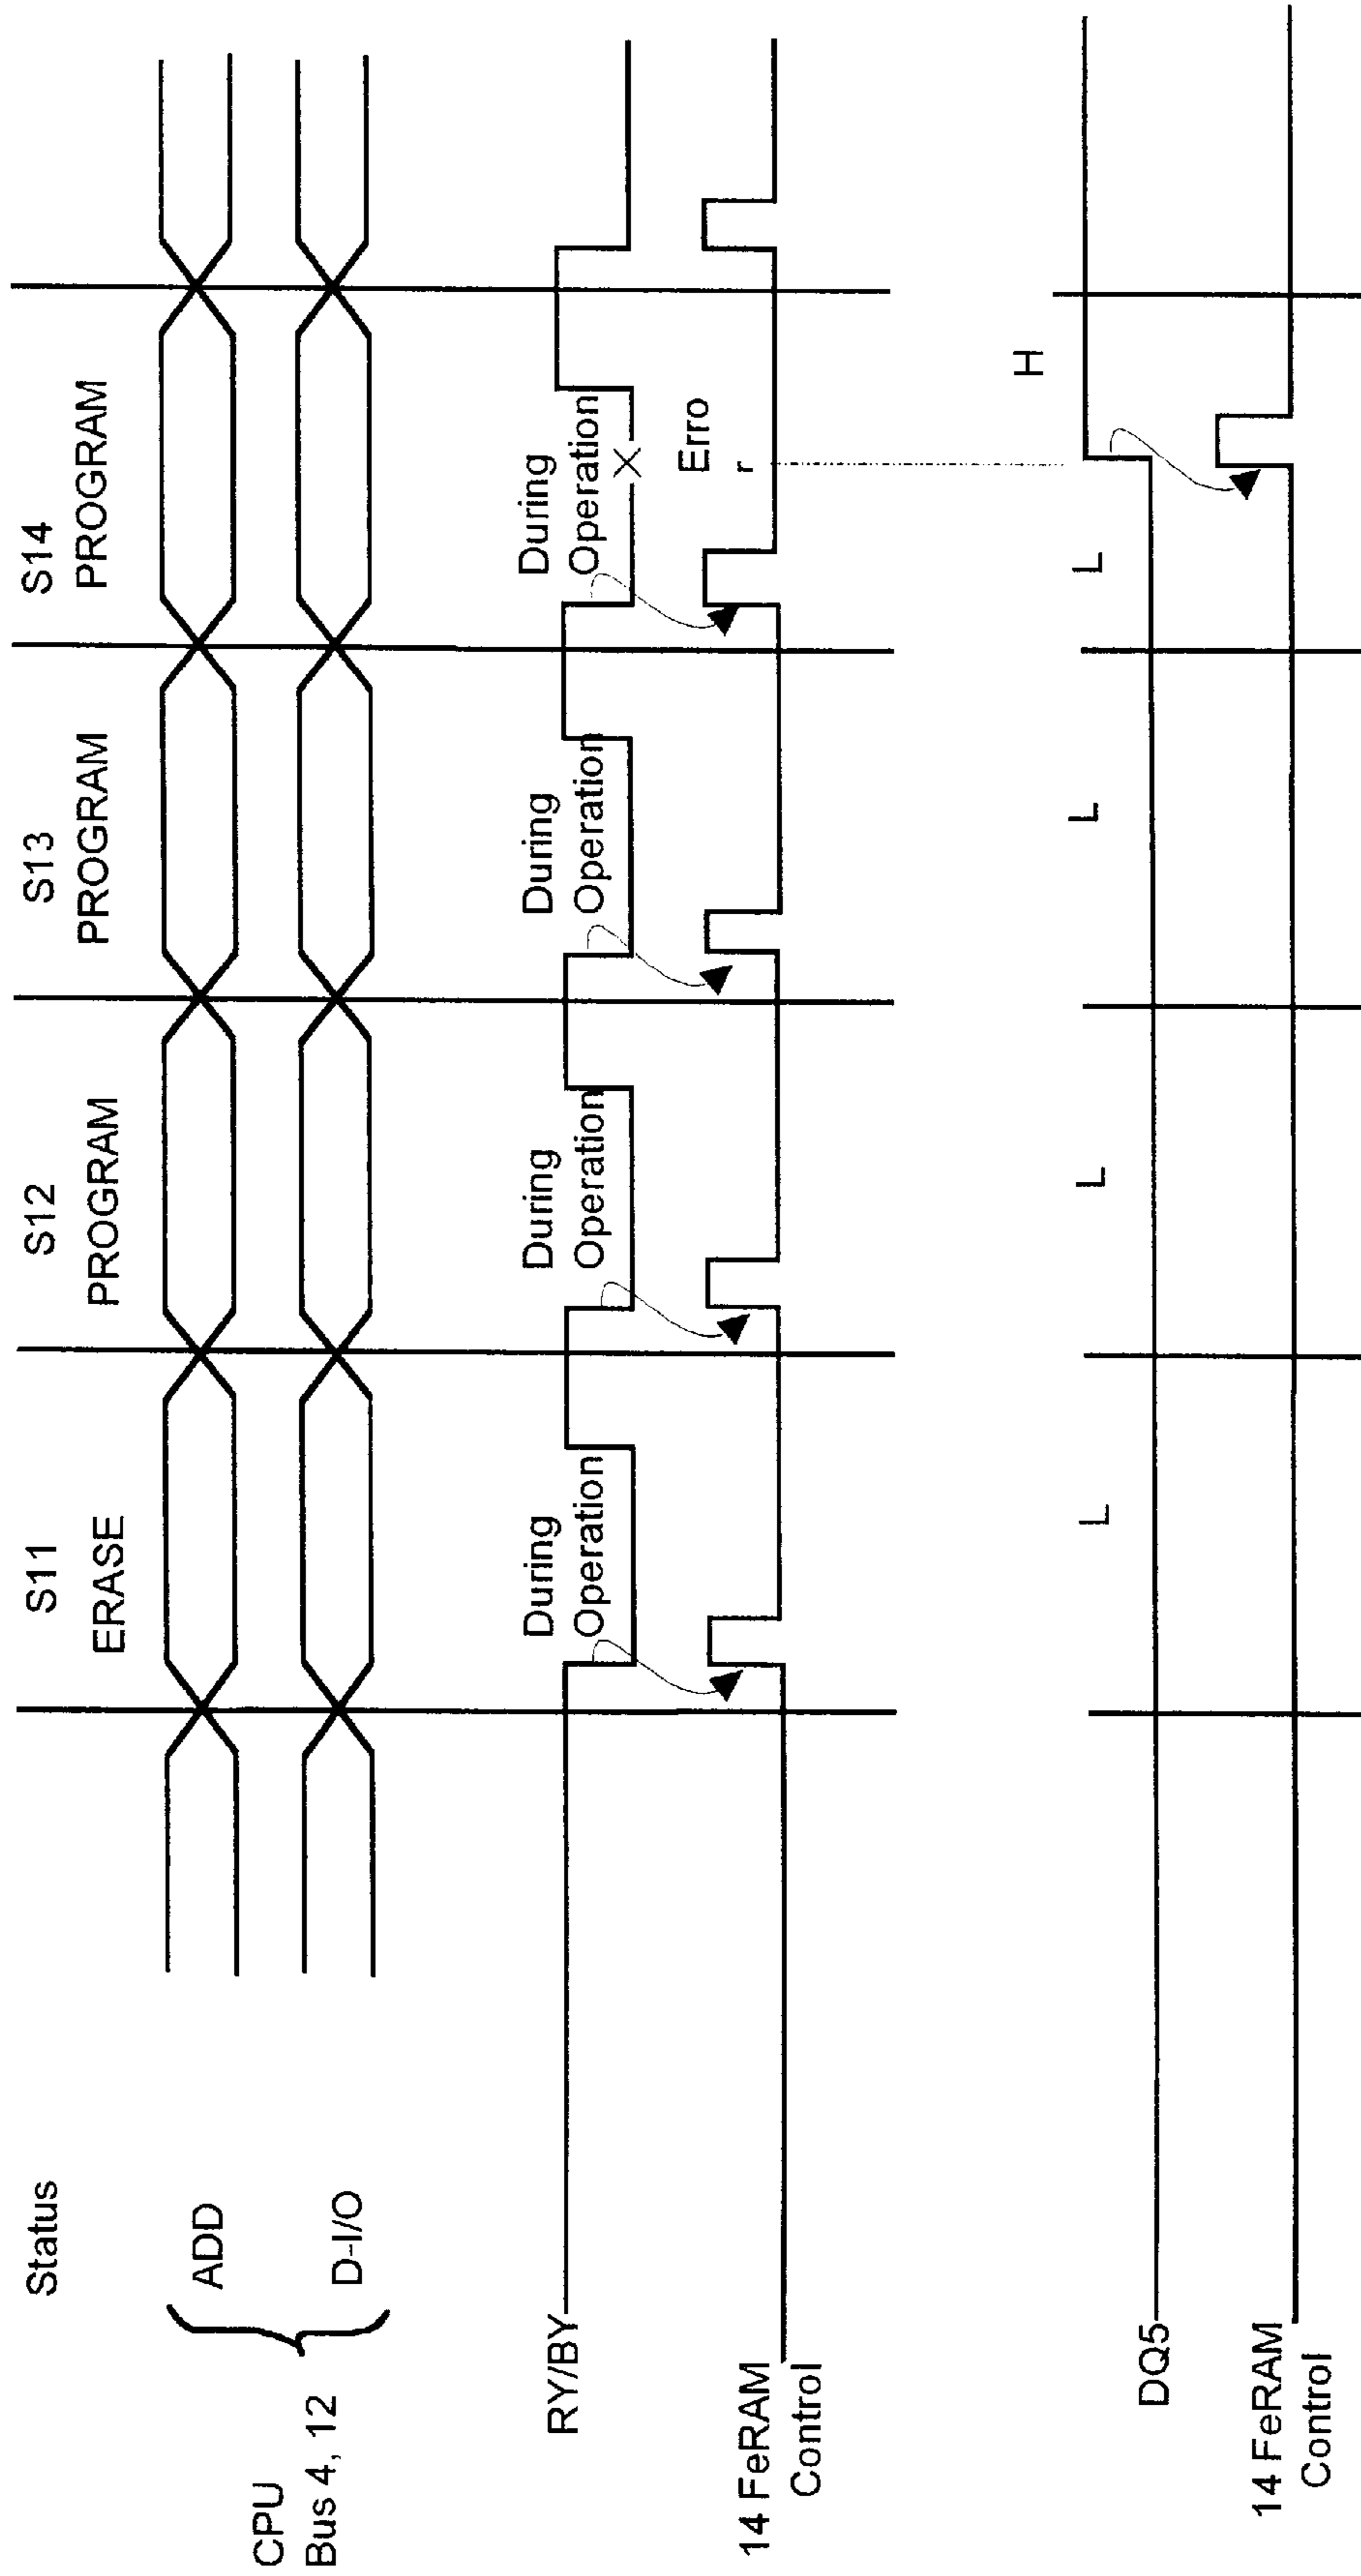 Status
S11
S12
S13
S14
ERASE
PROGRAM
PROGRAM
PROGRAM
CPU
Bus 4, 12
ADD
D-I/O
RY/BY
During
Operation
During
Operation
During
Operation
During
Operation
X
Erro
r
14 FeRAM
Control
L
L
L
L
H
DQ5
14 FeRAM
Control